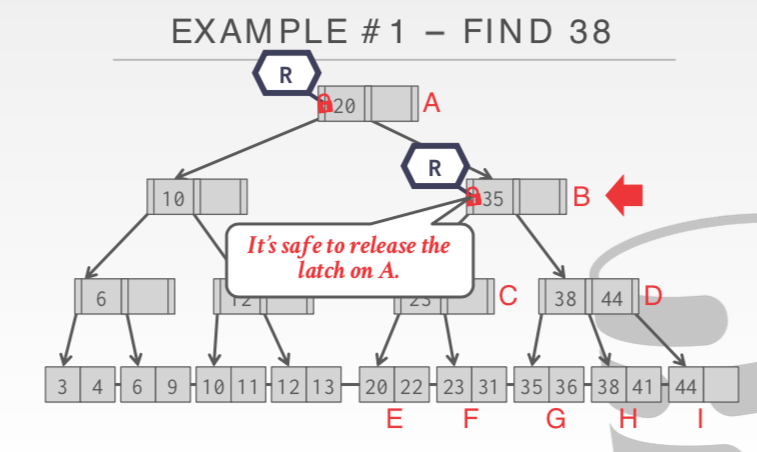 EXAMPLE #1 – FIND 38
R
20 A
R
10
35 B
It's safe to release the
latch on A.
6
12
23 C
38 44 D
3 4 6 9 10 11 12 13 20 22 23 31 35 36 38 41 44
E F G H I